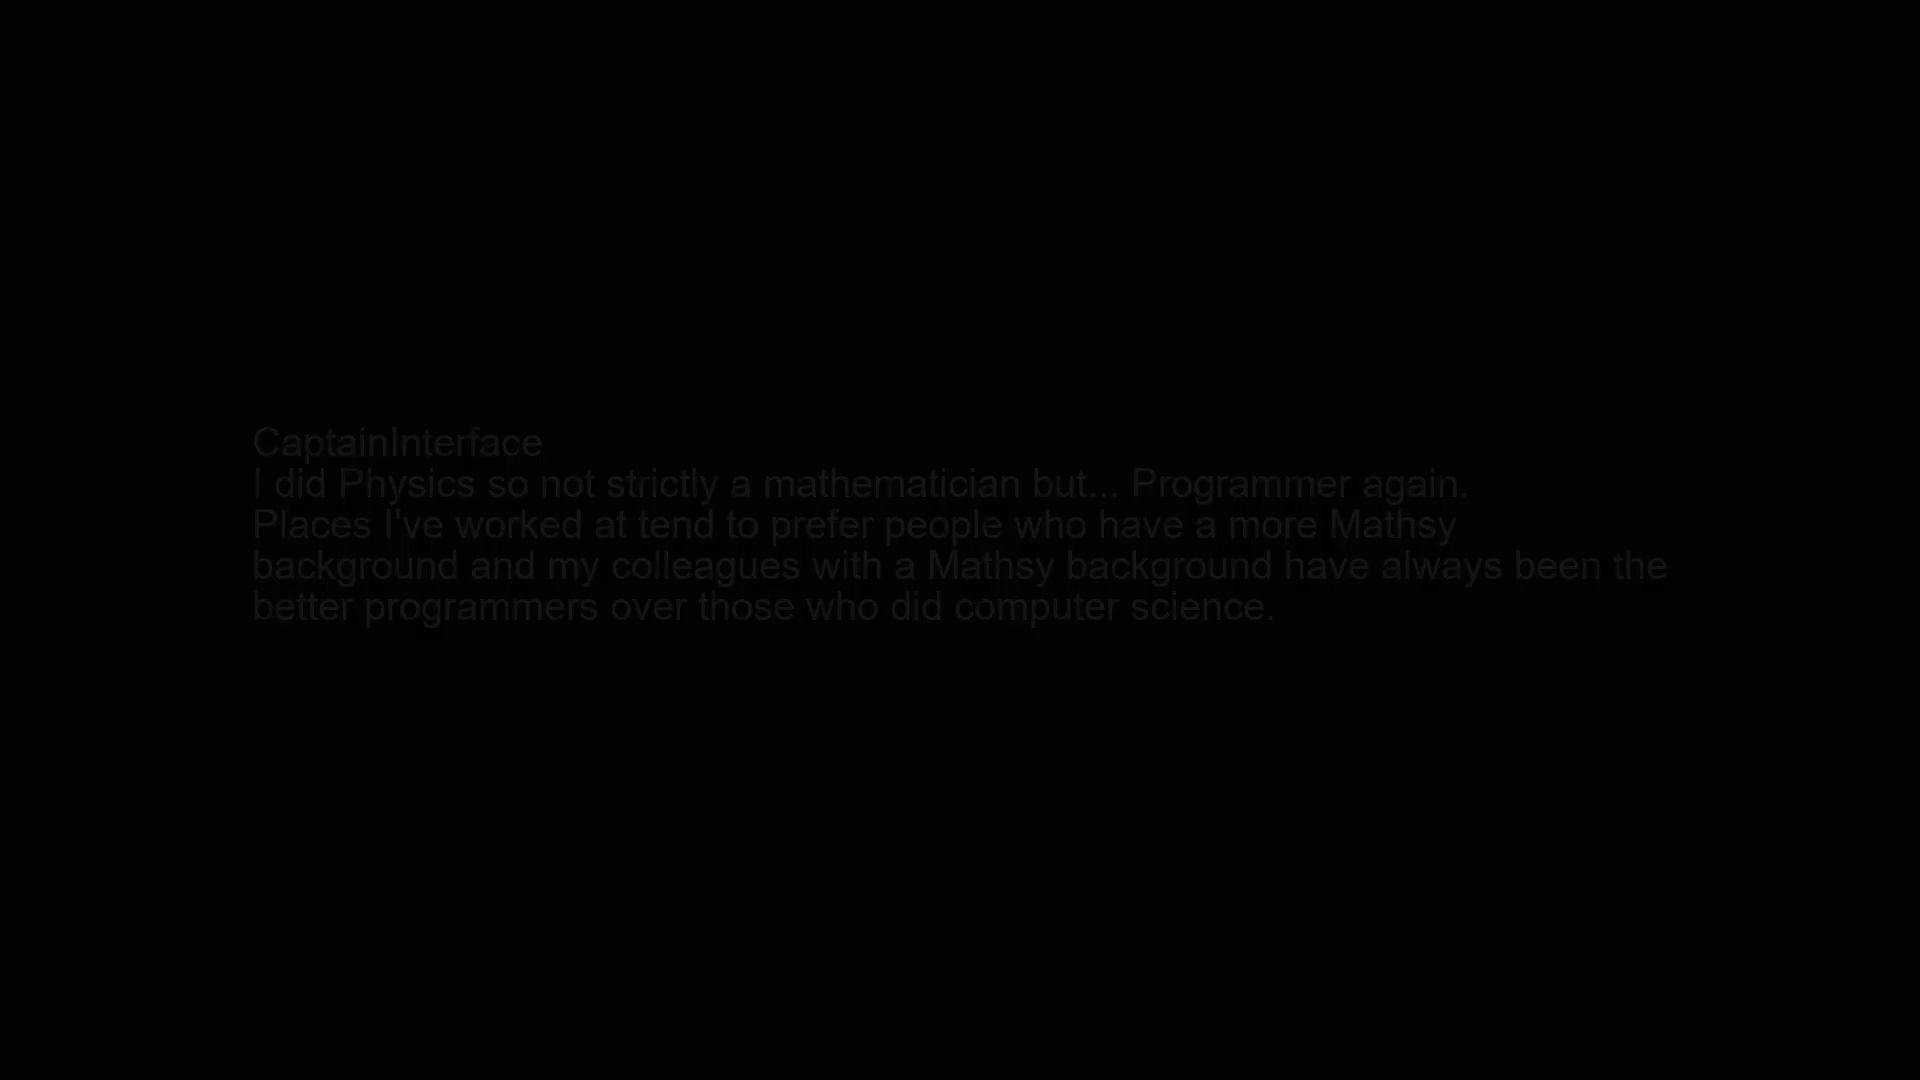 CaptainInterface
I did Physics so not strictly a mathematician but... Programmer again.
Places I've worked at tend to prefer people who have a more Mathsy
background and my colleagues with a Mathsy background have always been the
better programmers over those who did computer science.